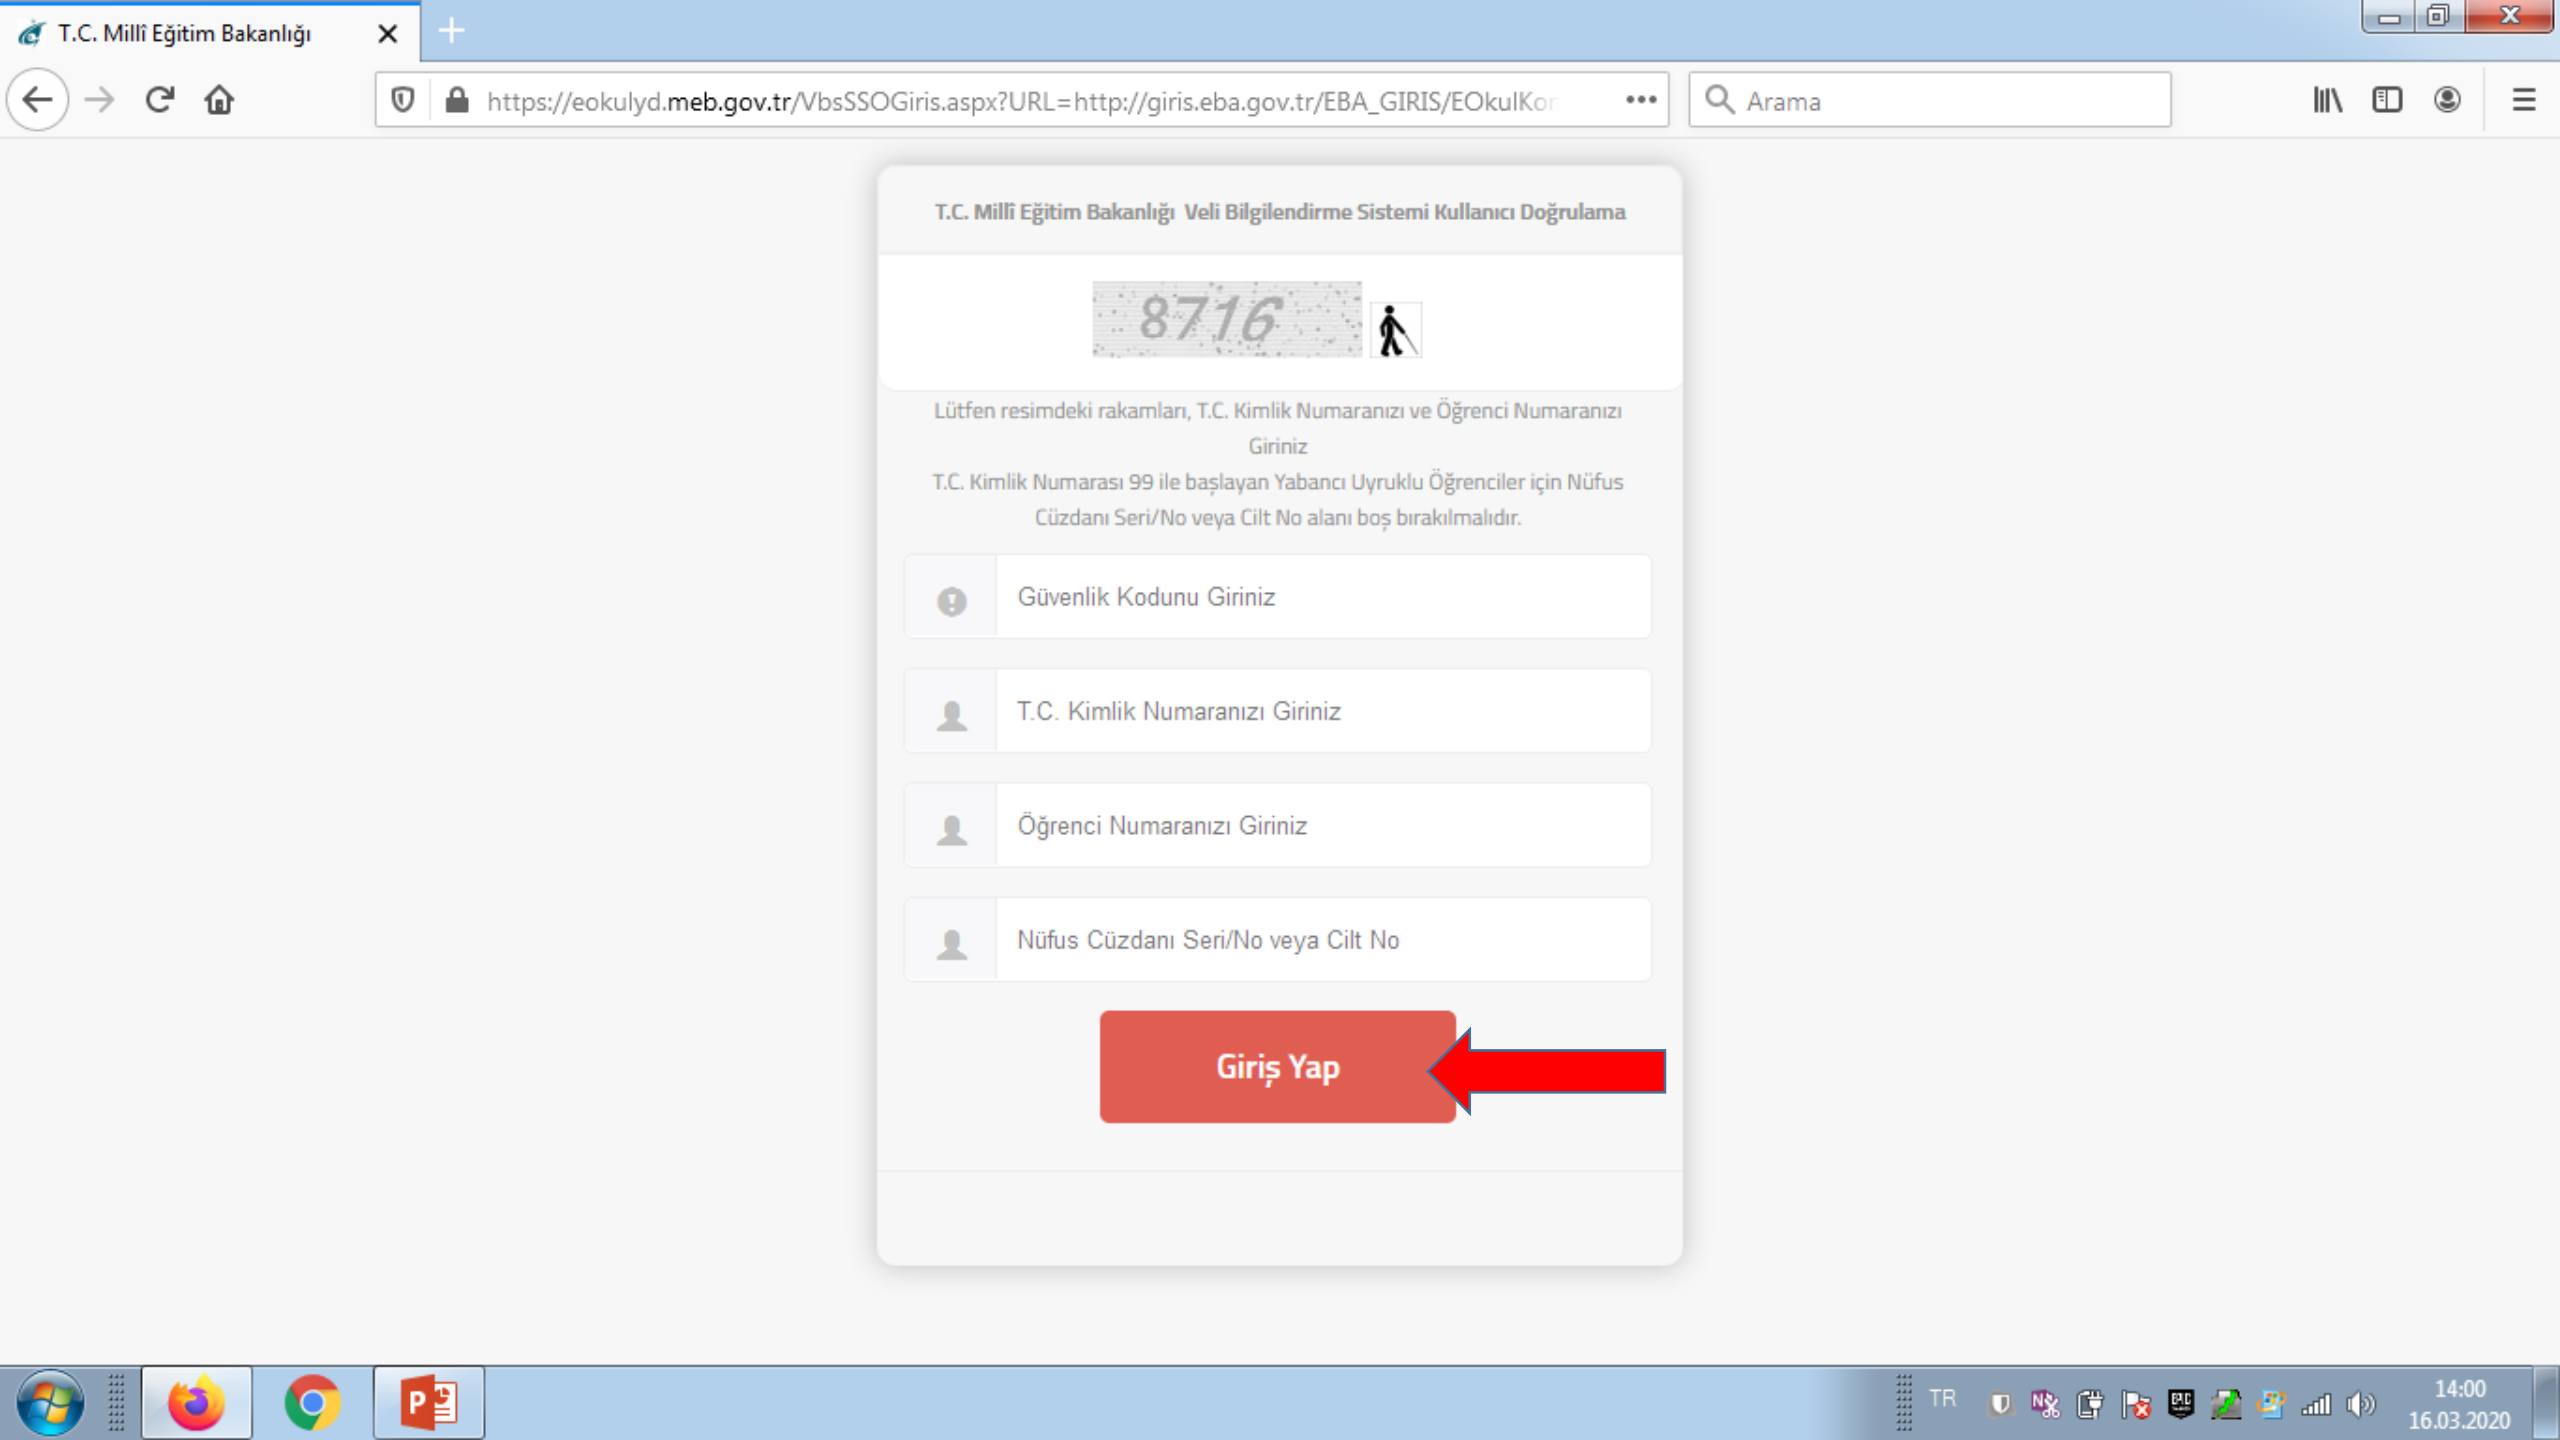 T.C. Millî Eğitim Bakanlığı
https://eokulyd.meb.gov.tr/VbsSSOGiris.aspx?URL=http://giris.eba.gov.tr/EBA_GIRIS/EOkulKor
Arama
T.C. Millî Eğitim Bakanlığı Veli Bilgilendirme Sistemi Kullanıcı Doğrulama
8716
Lütfen resimdeki rakamları, T.C. Kimlik Numaranızı ve Öğrenci Numaranızı
Giriniz
T.C. Kimlik Numarası 99 ile başlayan Yabancı Uyruklu Öğrenciler için Nüfus
Cüzdanı Seri/No veya Cilt No alanı boş bırakılmalıdır.
Güvenlik Kodunu Giriniz
T.C. Kimlik Numaranızı Giriniz
Öğrenci Numaranızı Giriniz
Nüfus Cüzdanı Seri/No veya Cilt No
Giriş Yap
TR
14:00
16.03.2020